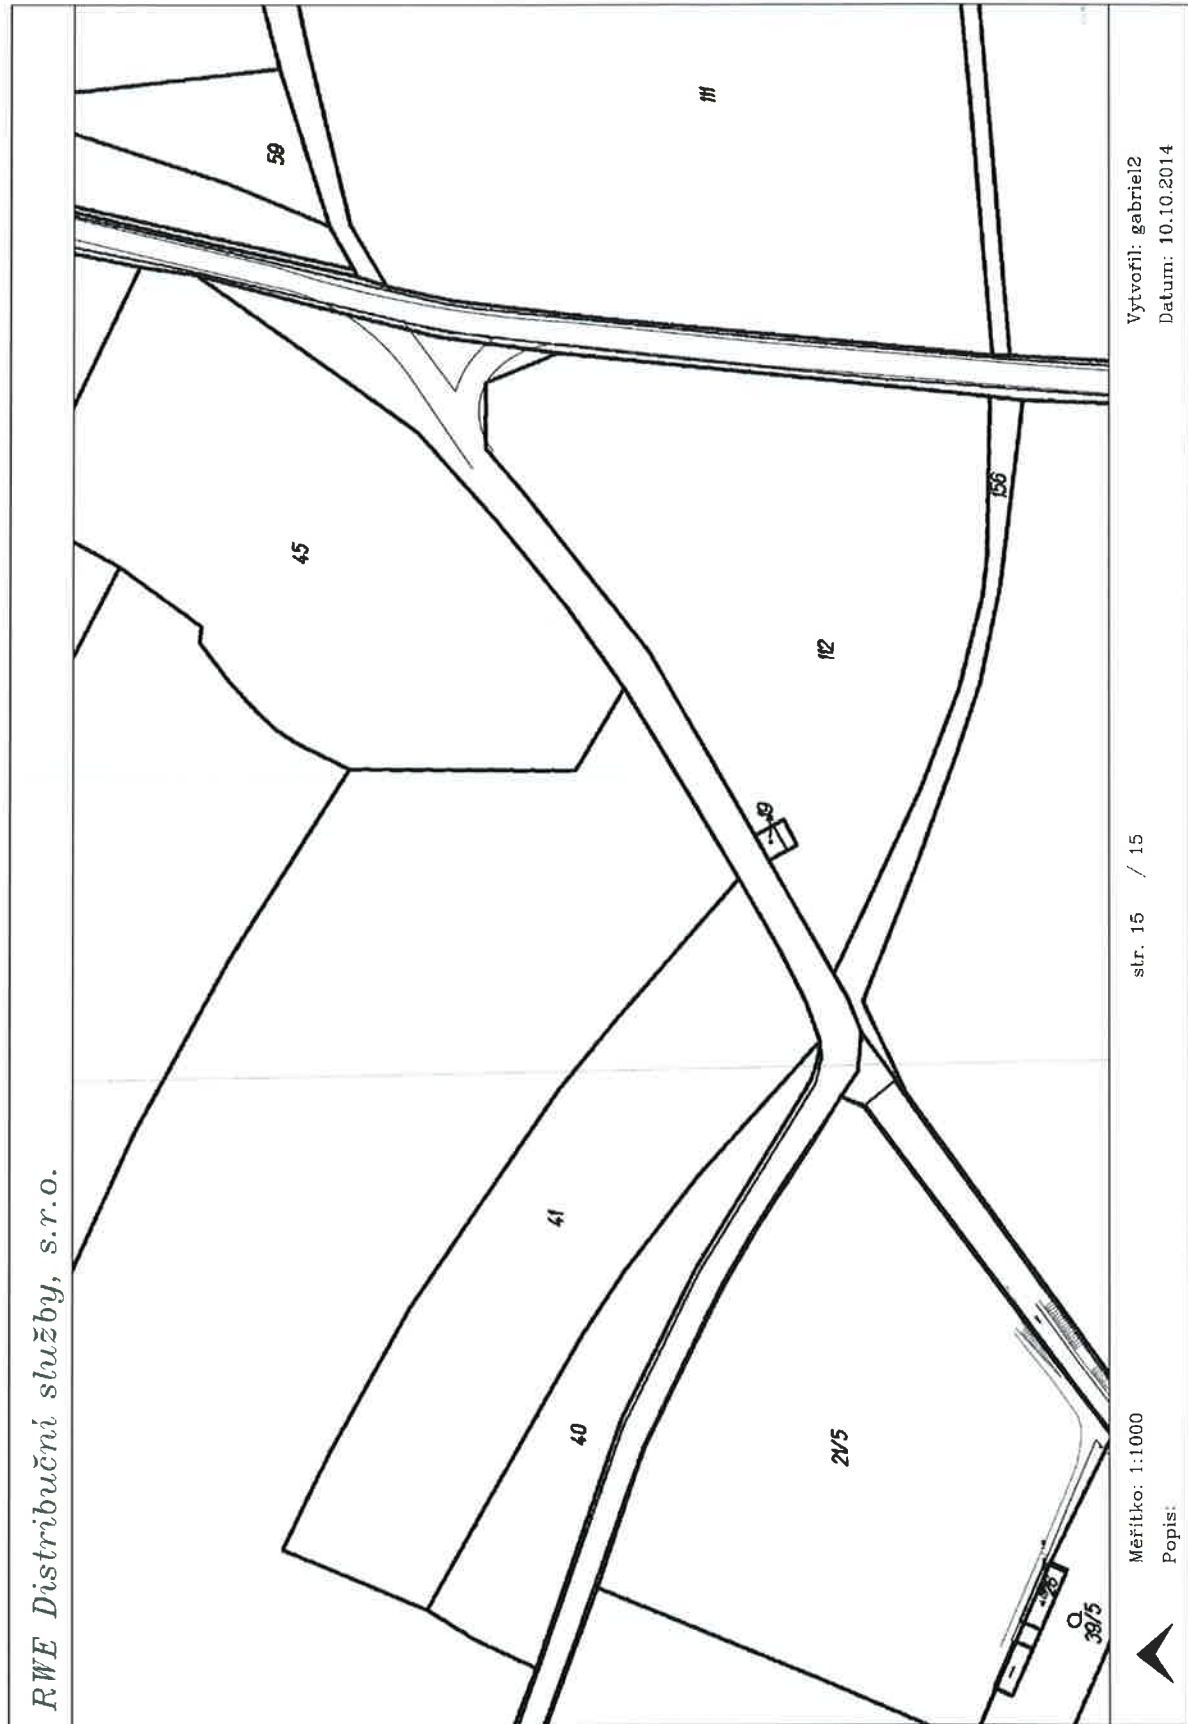 RWE Distribuční služby, s.r.o.
59
111
45
156
112
19
41
40
21/5
39/5
Měřítko: 1:1000
str. 15 / 15
Vytvořil: gabriel2
Popis:
Datum: 10.10.2014